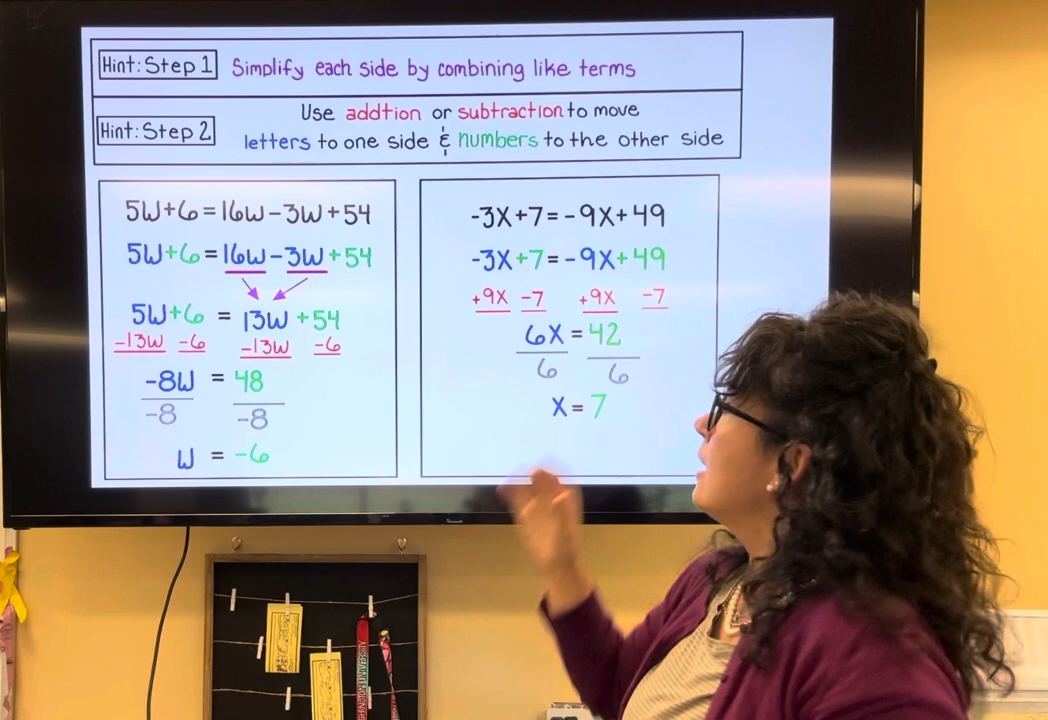 Hint: Step 1 Simplify each side by combining like terms
Hint: Step 2 Use addtion or subtraction to move
letters to one side & numbers to the other side
5W+6=16W-3W+54
5W+6=16W-3W+54
5W+6 = 13W+54
-13W -6 -13W -6
-8W = 48
-8 -8
W = -6
-3X+7=-9X+49
-3X+7=-9X+49
+9X -7 +9X -7
6X = 42
6 6
X = 7